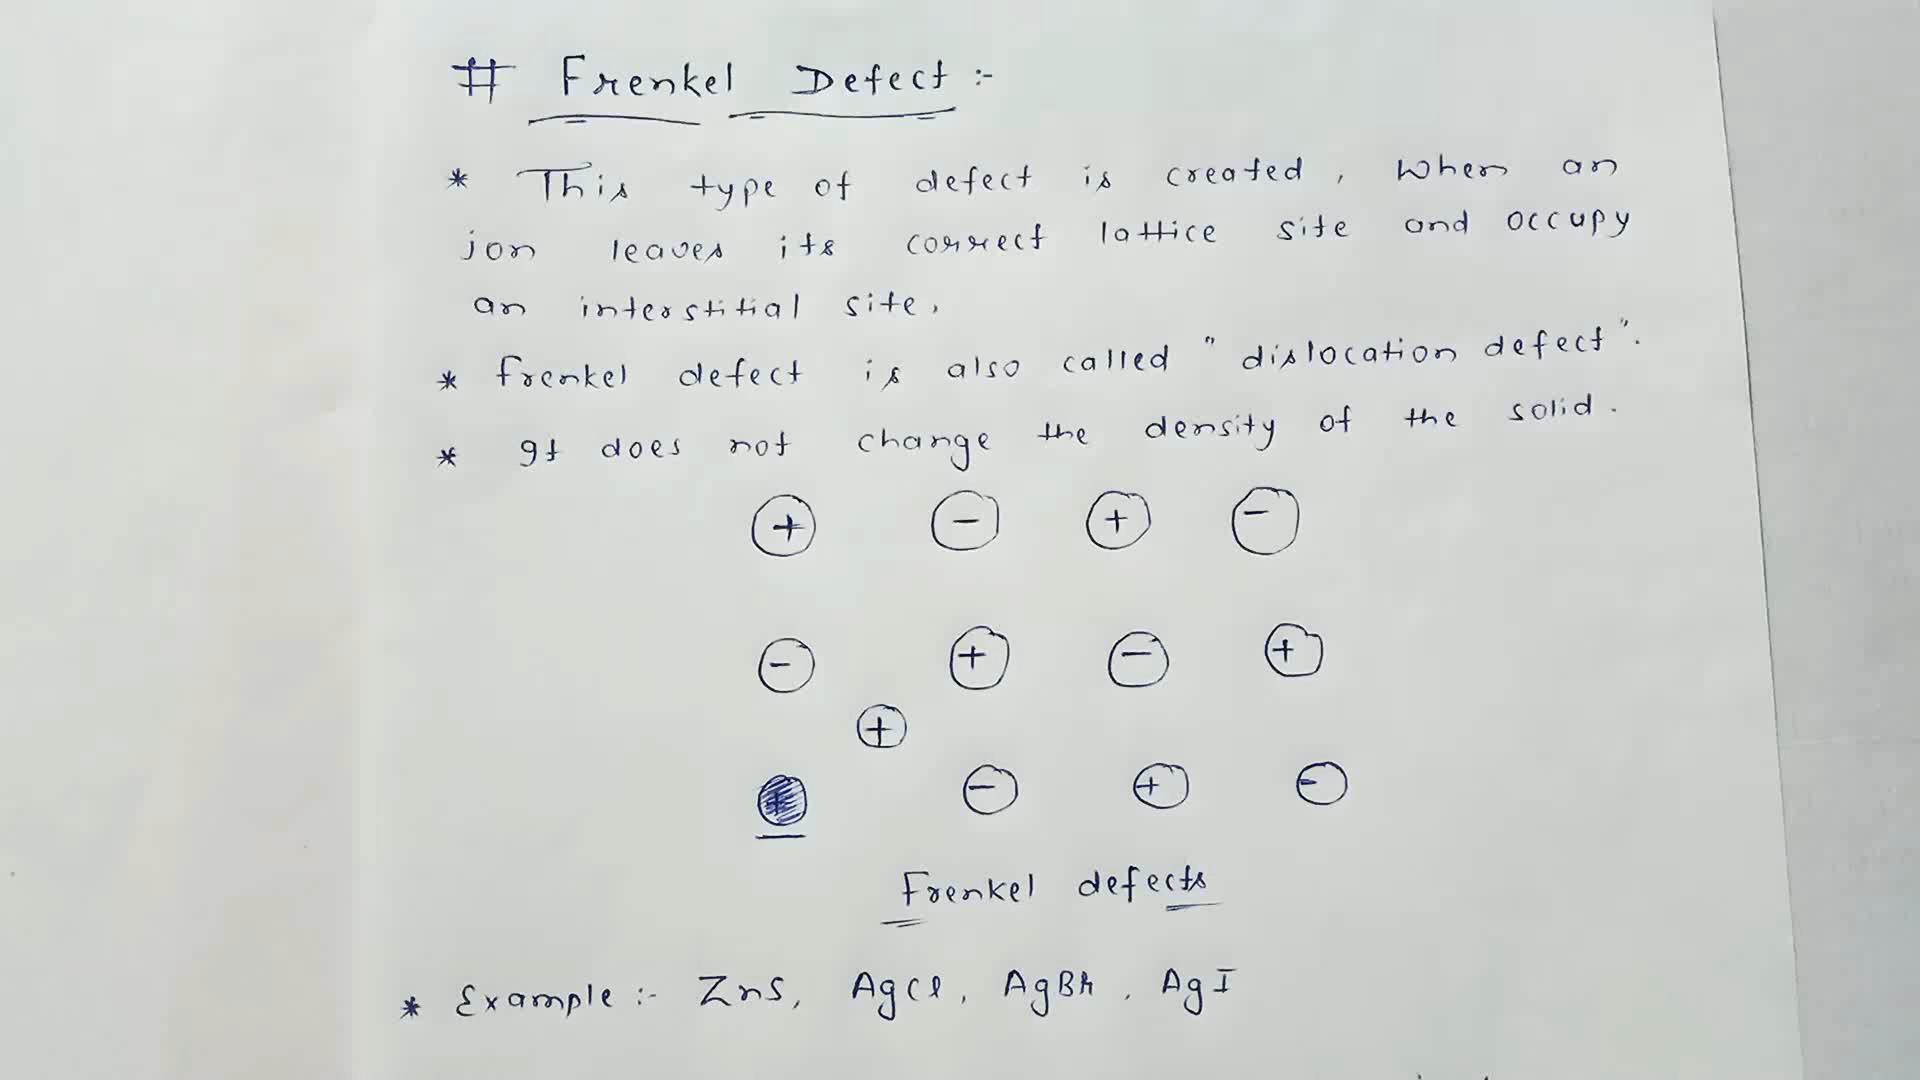 # Frenkel Defect :-
* This type of defect is created, when an
ion leaves its correct lattice site and occupy
an interstitial site.
* frenkel defect is also called "dislocation defect".
* It does not change the density of the solid.
+ - + -
- + - +
+
+ - + -
Frenkel defects
* Example :- ZnS, AgCl, AgBr, AgI